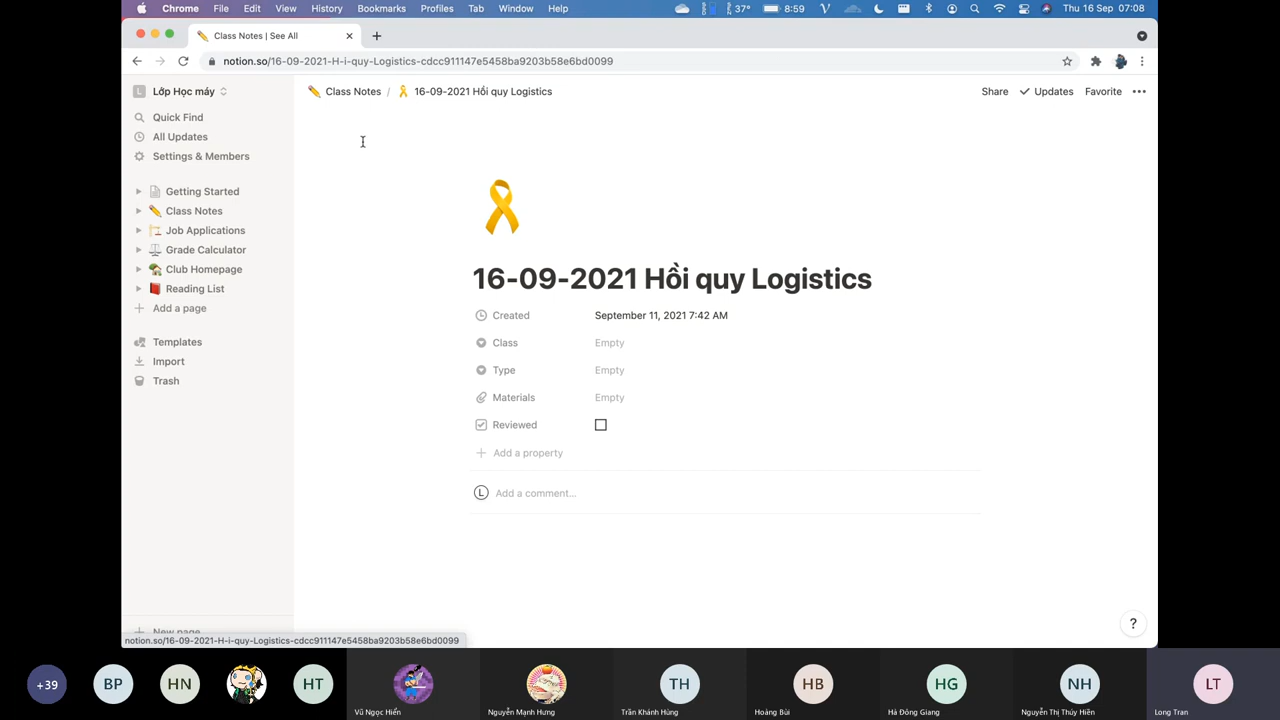 Chrome File Edit View History Bookmarks Profiles Tab Window Help 37° 8:59 Thu 16 Sep 07:08
Class Notes | See All
notion.so/16-09-2021-H-i-quy-Logistics-cdcc911147e5458ba9203b58e6bd0099
L Lớp Học máy
Class Notes / 16-09-2021 Hồi quy Logistics
Share Updates Favorite
Quick Find
All Updates
Settings & Members
Getting Started
Class Notes
Job Applications
Grade Calculator
Club Homepage
Reading List
Add a page
Templates
Import
Trash
New page
16-09-2021 Hồi quy Logistics
Created September 11, 2021 7:42 AM
Class Empty
Type Empty
Materials Empty
Reviewed
Add a property
L Add a comment...
?
notion.so/16-09-2021-H-i-quy-Logistics-cdcc911147e5458ba9203b58e6bd0099
+39 BP HN HT TH HB HG NH LT
Vũ Ngọc Hiển Nguyễn Mạnh Hưng Trần Khánh Hùng Hoàng Bùi Hà Đông Giang Nguyễn Thị Thúy Hiền Long Tran